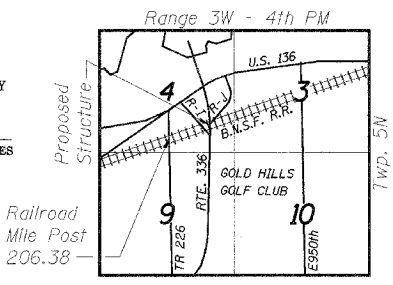 Range 3W - 4th PM
U.S. 136
Y
4
3
R-I
R-J
Proposed
Structure
B.N.S.F. R.R.
ES
Twp. 5N
GOLD HILLS
GOLF CLUB
RTE. 336
Railroad
Mile Post
206.38
9
10
TR 226
E950th